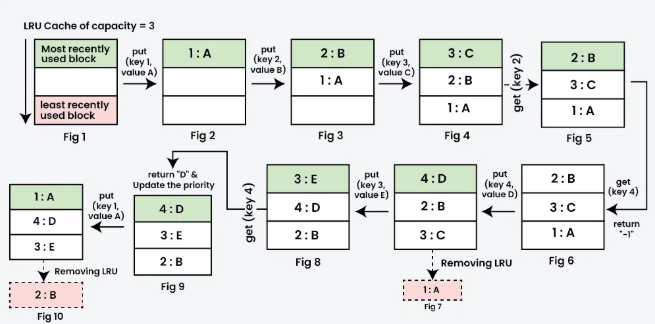 LRU Cache of capacity = 3
Most recently
used block
least recently
used block
Fig 1
put
(key 1,
value A)
1 : A
Fig 2
put
(key 2,
value B)
2 : B
1 : A
Fig 3
put
(key 3,
value C)
3 : C
2 : B
1 : A
Fig 4
get (key 2)
2 : B
3 : C
1 : A
Fig 5
get
(key 4)
return
"-1"
2 : B
3 : C
1 : A
Fig 6
put
(key 4,
value D)
4 : D
2 : B
3 : C
Removing LRU
1 : A
Fig 7
put
(key 3,
value E)
3 : E
4 : D
2 : B
Fig 8
get (key 4)
return "D" &
Update the priority
4 : D
3 : E
2 : B
Fig 9
put
(key 1,
value A)
1 : A
4 : D
3 : E
Removing LRU
2 : B
Fig 10